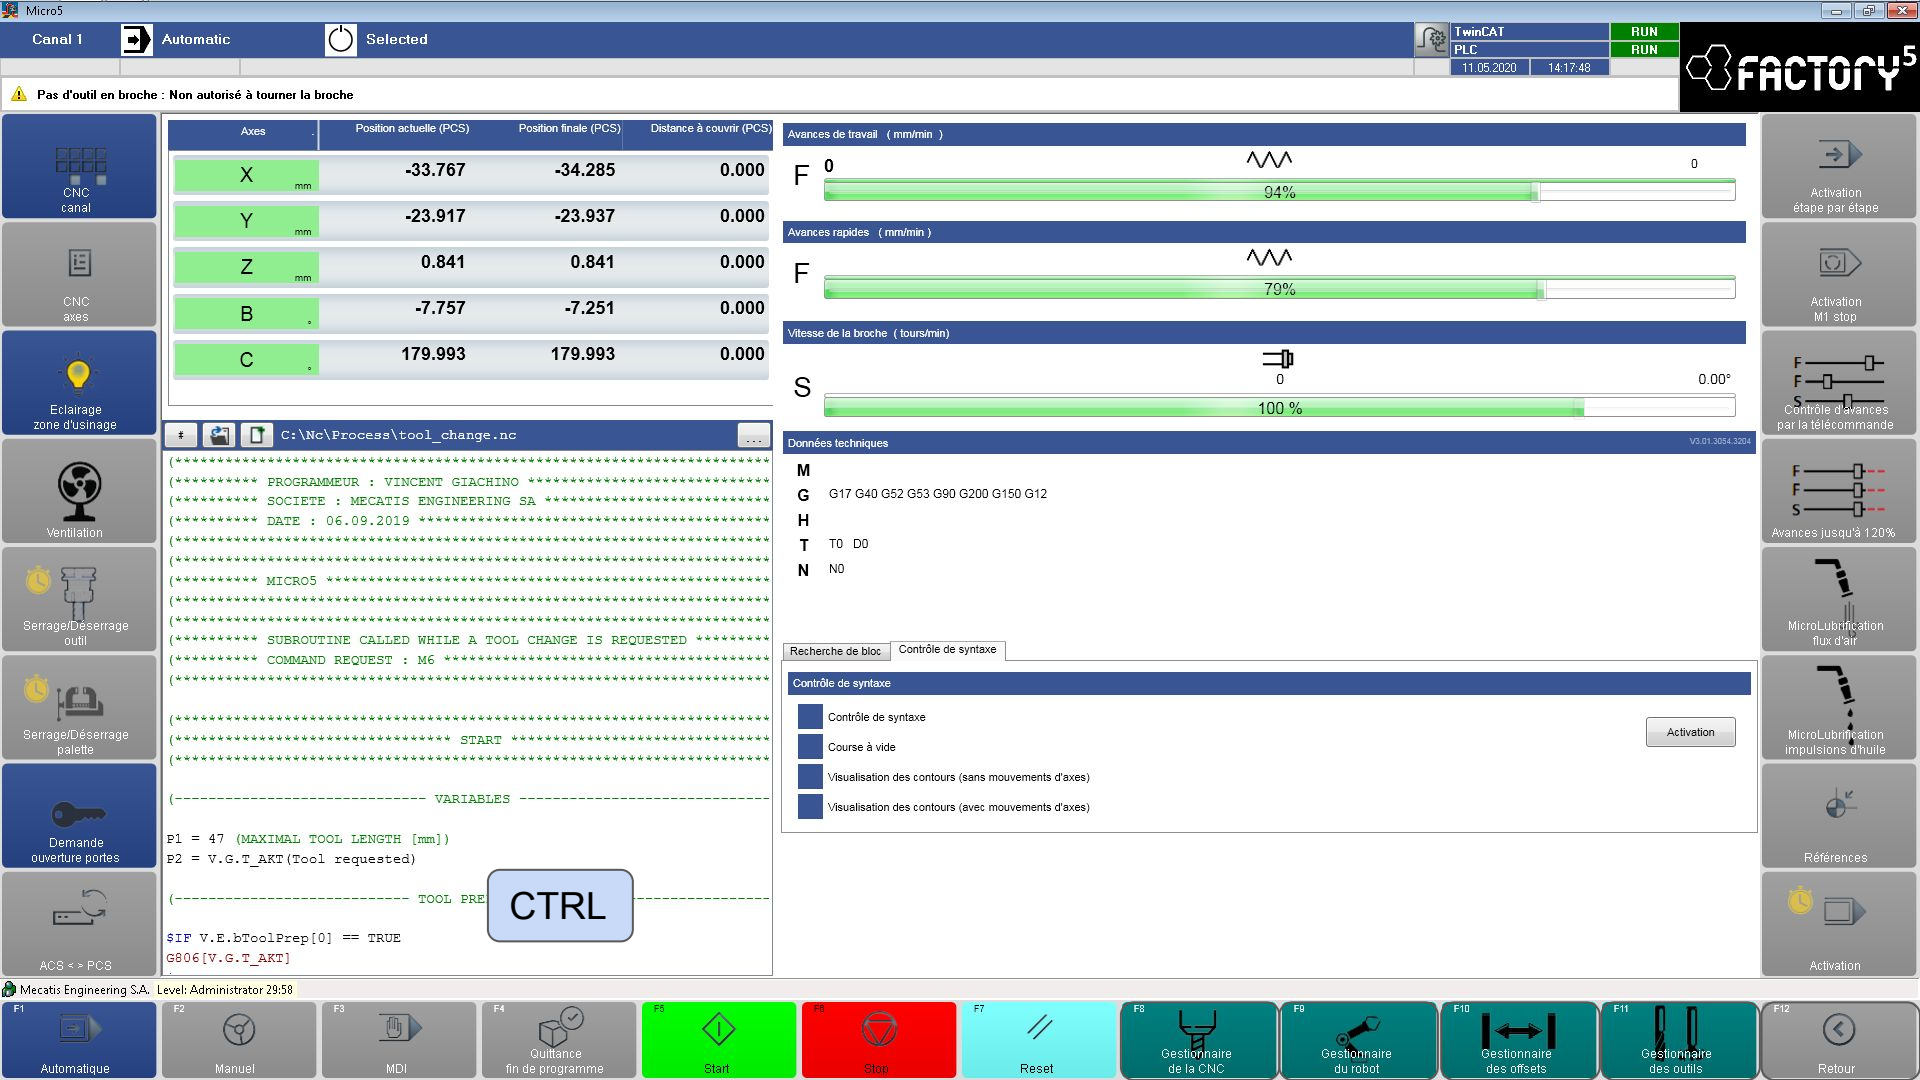 Micro5
Canal 1
Automatic
Selected
TwinCAT RUN
PLC RUN
11.05.2020 14:17:48
FACTORY5
Pas d'outil en broche : Non autorisé à tourner la broche
CNC
canal
CNC
axes
Eclairage
zone d'usinage
Ventilation
Serrage/Déserrage
outil
Serrage/Déserrage
palette
Demande
ouverture portes
ACS < > PCS
Axes Position actuelle (PCS) Position finale (PCS) Distance à couvrir (PCS)
X mm -33.767 -34.285 0.000
Y mm -23.917 -23.937 0.000
Z mm 0.841 0.841 0.000
B ° -7.757 -7.251 0.000
C ° 179.993 179.993 0.000
* C:\Nc\Process\tool_change.nc ...
(***********************************************************************
(********** PROGRAMMEUR : VINCENT GIACHINO *****************************
(********** SOCIETE : MECATIS ENGINEERING SA ***************************
(********** DATE : 06.09.2019 ******************************************
(***********************************************************************
(***********************************************************************
(********** MICRO5 *****************************************************
(***********************************************************************
(***********************************************************************
(********** SUBROUTINE CALLED WHILE A TOOL CHANGE IS REQUESTED *********
(********** COMMAND REQUEST : M6 ***************************************
(***********************************************************************
(***********************************************************************
(********************************* START *******************************
(***********************************************************************
(------------------------------ VARIABLES ------------------------------
P1 = 47 (MAXIMAL TOOL LENGTH [mm])
P2 = V.G.T_AKT(Tool requested)
(---------------------------- TOOL PRE
CTRL
$IF V.E.bToolPrep[0] == TRUE
G806[V.G.T_AKT]
Avances de travail ( mm/min )
F 0 0
94%
Avances rapides ( mm/min )
F
79%
Vitesse de la broche ( tours/min)
S 0 0.00°
100 %
Données techniques V3.01.3054.3204
M
G G17 G40 G52 G53 G90 G200 G150 G12
H
T T0 D0
N N0
Recherche de bloc Contrôle de syntaxe
Contrôle de syntaxe
Contrôle de syntaxe
Course à vide
Visualisation des contours (sans mouvements d'axes)
Visualisation des contours (avec mouvements d'axes)
Activation
Activation
étape par étape
Activation
M1 stop
F
F
S
Contrôle d'avances
par la télécommande
F
F
S
Avances jusqu'à 120%
MicroLubrification
flux d'air
MicroLubrification
impulsions d'huile
Références
Activation
Mecatis Engineering S.A. Level: Administrator 29:58
F1
Automatique
F2
Manuel
F3
MDI
F4
Quittance
fin de programme
F5
Start
F6
Stop
F7
Reset
F8
Gestionnaire
de la CNC
F9
Gestionnaire
du robot
F10
Gestionnaire
des offsets
F11
Gestionnaire
des outils
F12
Retour